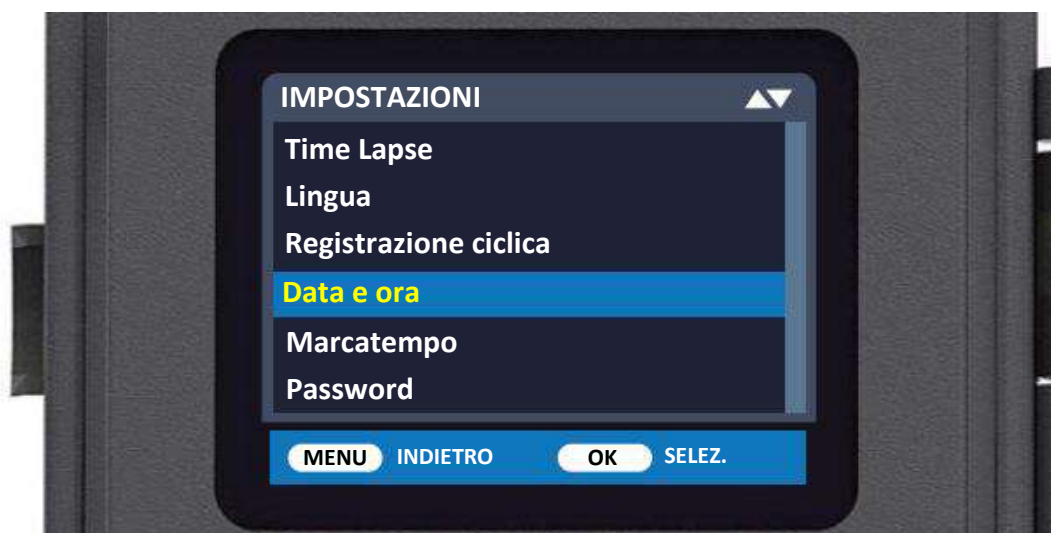 IMPOSTAZIONI
Time Lapse
Lingua
Registrazione ciclica
Data e ora
Marcatempo
Password
MENU INDIETRO OK SELEZ.